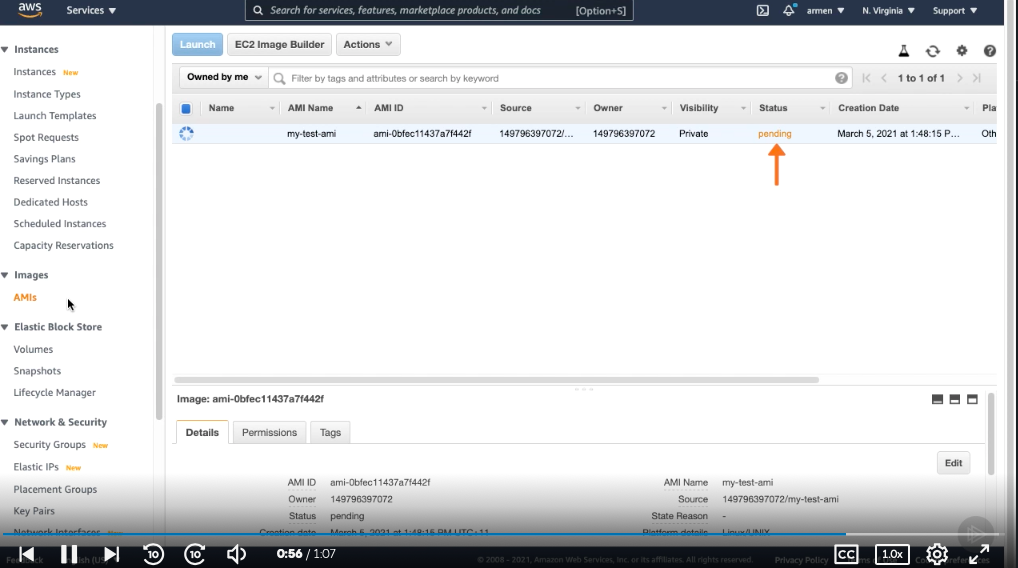 aws Services Search for services, features, marketplace products, and docs [Option+S] armen N. Virginia Support
Instances
Instances New
Instance Types
Launch Templates
Spot Requests
Savings Plans
Reserved Instances
Dedicated Hosts
Scheduled Instances
Capacity Reservations
Images
AMIs
Elastic Block Store
Volumes
Snapshots
Lifecycle Manager
Network & Security
Security Groups New
Elastic IPs New
Placement Groups
Key Pairs
Network Interfaces New
Launch EC2 Image Builder Actions
Owned by me Filter by tags and attributes or search by keyword 1 to 1 of 1
Name AMI Name AMI ID Source Owner Visibility Status Creation Date Pla
my-test-ami ami-0bfec11437a7f442f 149796397072/... 149796397072 Private pending March 5, 2021 at 1:48:15 P... Oth
Image: ami-0bfec11437a7f442f
Details Permissions Tags
Edit
AMI ID ami-0bfec11437a7f442f AMI Name my-test-ami
Owner 149796397072 Source 149796397072/my-test-ami
Status pending State Reason -
Creation date March 5, 2021 at 1:48:15 PM UTC+11 Platform details Linux/UNIX
10 10 0:56 / 1:07 CC 1.0x
© 2008 - 2021, Amazon Web Services, Inc. or its affiliates. All rights reserved. Privacy Policy